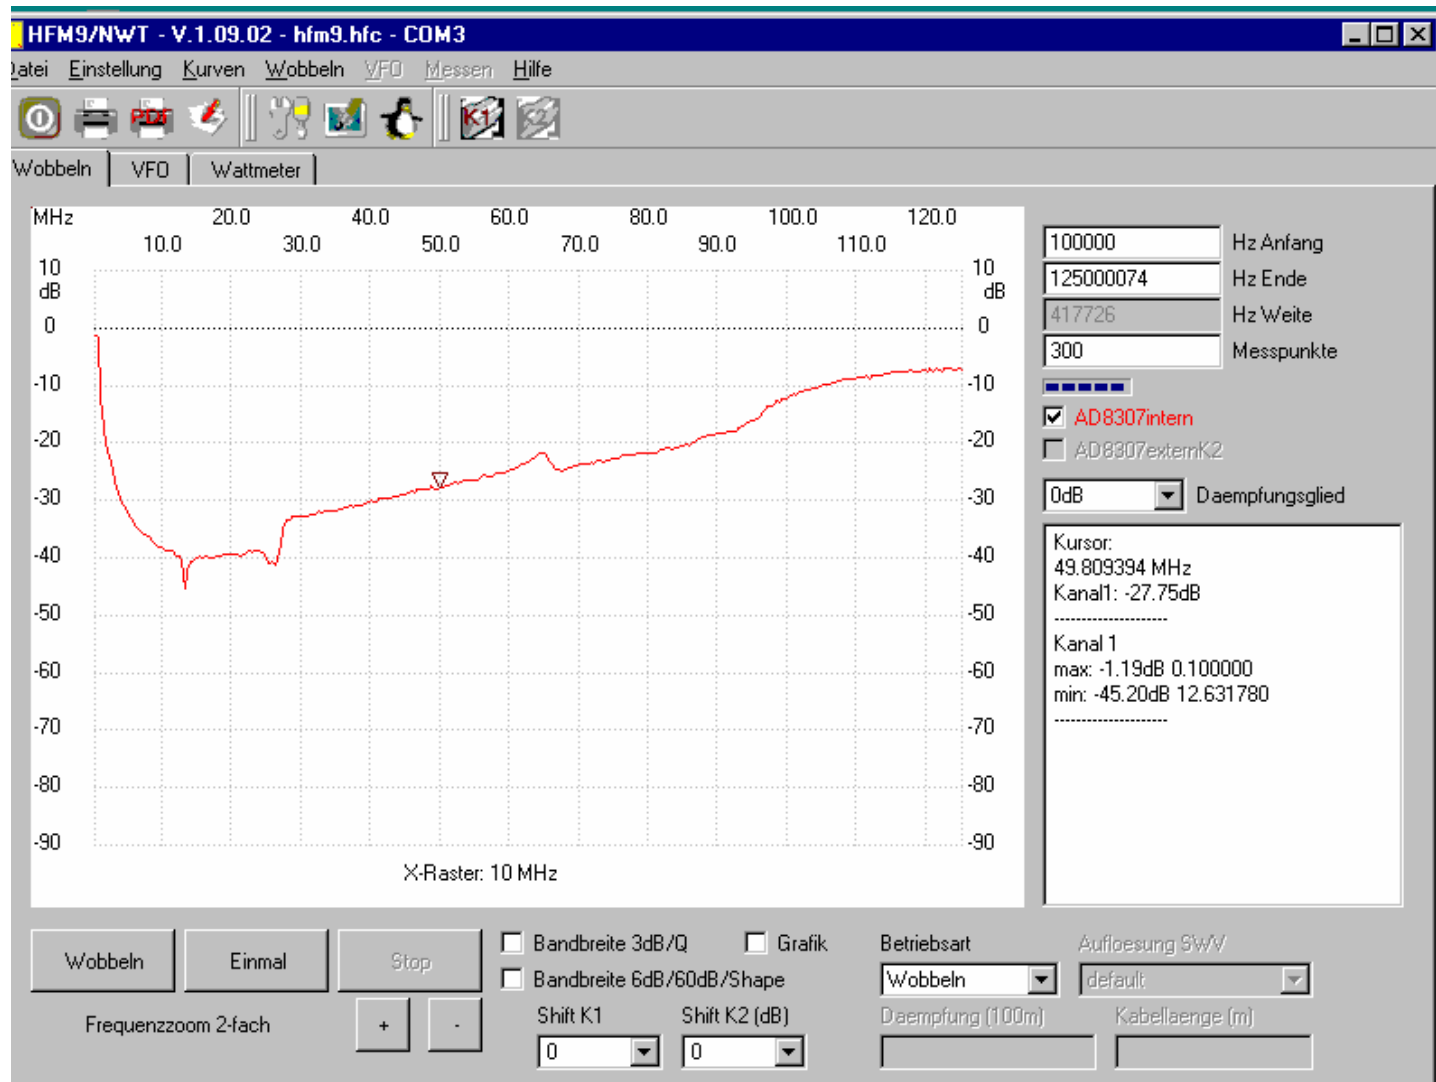 HFM9/NWT - V.1.09.02 - hfm9.hfc - COM3
Datei Einstellung Kurven Wobbeln VFO Messen Hilfe
PDF K1 K2
Wobbeln VFO Wattmeter
MHz 20.0 40.0 60.0 80.0 100.0 120.0
10.0 30.0 50.0 70.0 90.0 110.0
10 10
dB dB
0 0
-10 -10
-20 -20
-30 -30
-40 -40
-50 -50
-60 -60
-70 -70
-80 -80
-90 -90
X-Raster: 10 MHz
100000 Hz Anfang
125000074 Hz Ende
417726 Hz Weite
300 Messpunkte
AD8307intern
AD8307externK2
0dB Daempfungsglied
Kursor:
49.809394 MHz
Kanal1: -27.75dB
---------------------
Kanal 1
max: -1.19dB 0.100000
min: -45.20dB 12.631780
---------------------
Wobbeln Einmal Stop
Frequenzzoom 2-fach + -
Bandbreite 3dB/Q Grafik
Bandbreite 6dB/60dB/Shape
Shift K1 Shift K2 (dB)
0 0
Betriebsart Aufloesung SWV
Wobbeln default
Daempfung (100m) Kabellaenge (m)